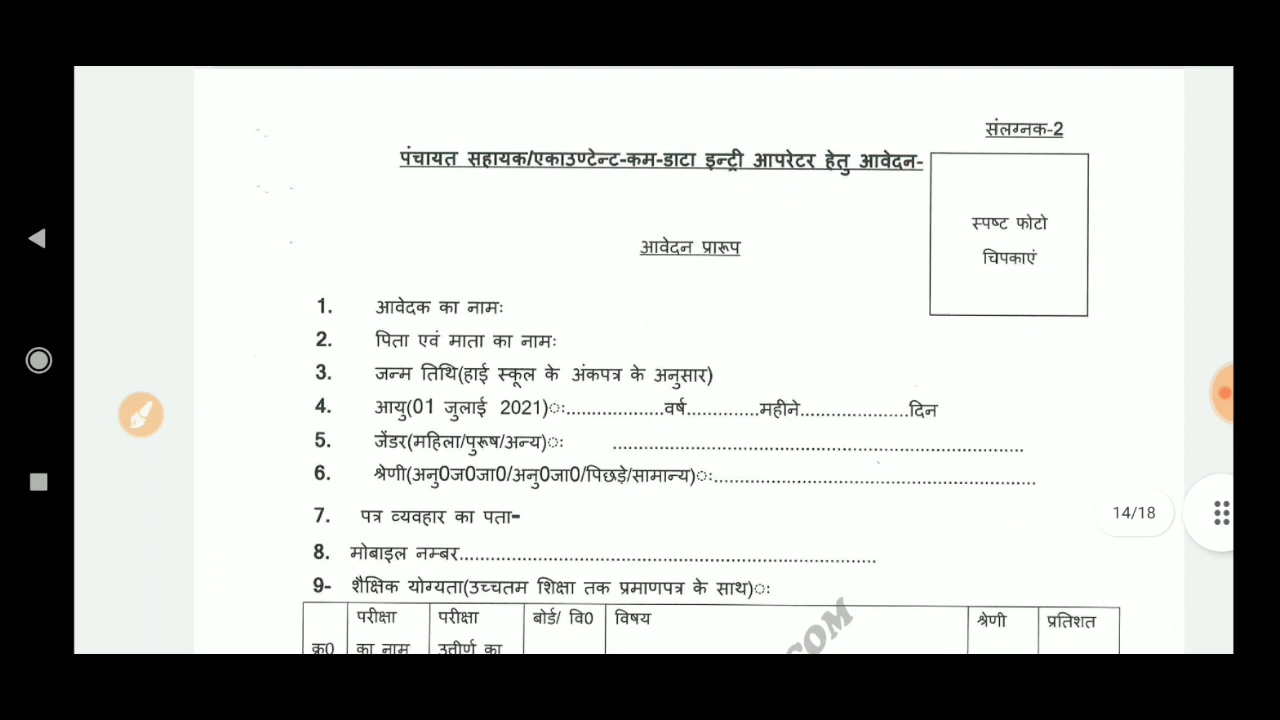 संलग्नक-2
पंचायत सहायक/एकाउण्टेन्ट-कम-डाटा इन्ट्री आपरेटर हेतु आवेदन-
स्पष्ट फोटो
चिपकाएं
आवेदन प्रारूप
1. आवेदक का नामः
2. पिता एवं माता का नामः
3. जन्म तिथि(हाई स्कूल के अंकपत्र के अनुसार)
4. आयु(01 जुलाई 2021)ः...................वर्ष..............महीने.....................दिन
5. जेंडर(महिला/पुरूष/अन्य)ः ................................................................................
6. श्रेणी(अनु0ज0जा0/अनु0जा0/पिछड़े/सामान्य)ः..............................................................
7. पत्र व्यवहार का पता-
14/18
8. मोबाइल नम्बर................................................................................
9- शैक्षिक योग्यता(उच्चतम शिक्षा तक प्रमाणपत्र के साथ)ः
परीक्षा परीक्षा बोर्ड/ वि0 विषय श्रेणी प्रतिशत
क्र0 का नाम उत्तीर्ण का
COM